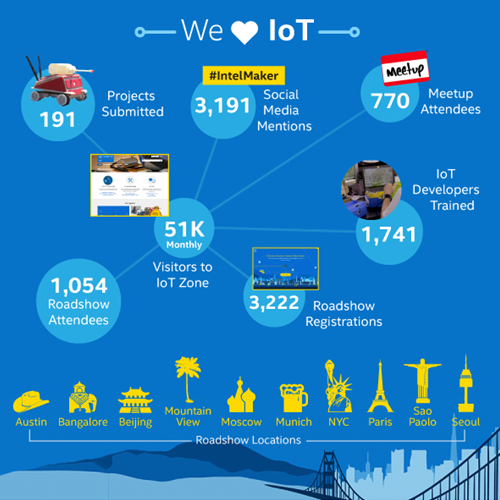 We ♥ IoT
191
Projects
Submitted
#IntelMaker
3,191
Social
Media
Mentions
Meetup
770
Meetup
Attendees
51K
Monthly
Visitors to
IoT Zone
IoT
Developers
Trained
1,741
1,054
Roadshow
Attendees
3,222
Roadshow
Registrations
Austin
Bangalore
Beijing
Mountain
View
Moscow
Munich
NYC
Paris
Sao
Paolo
Seoul
Roadshow Locations